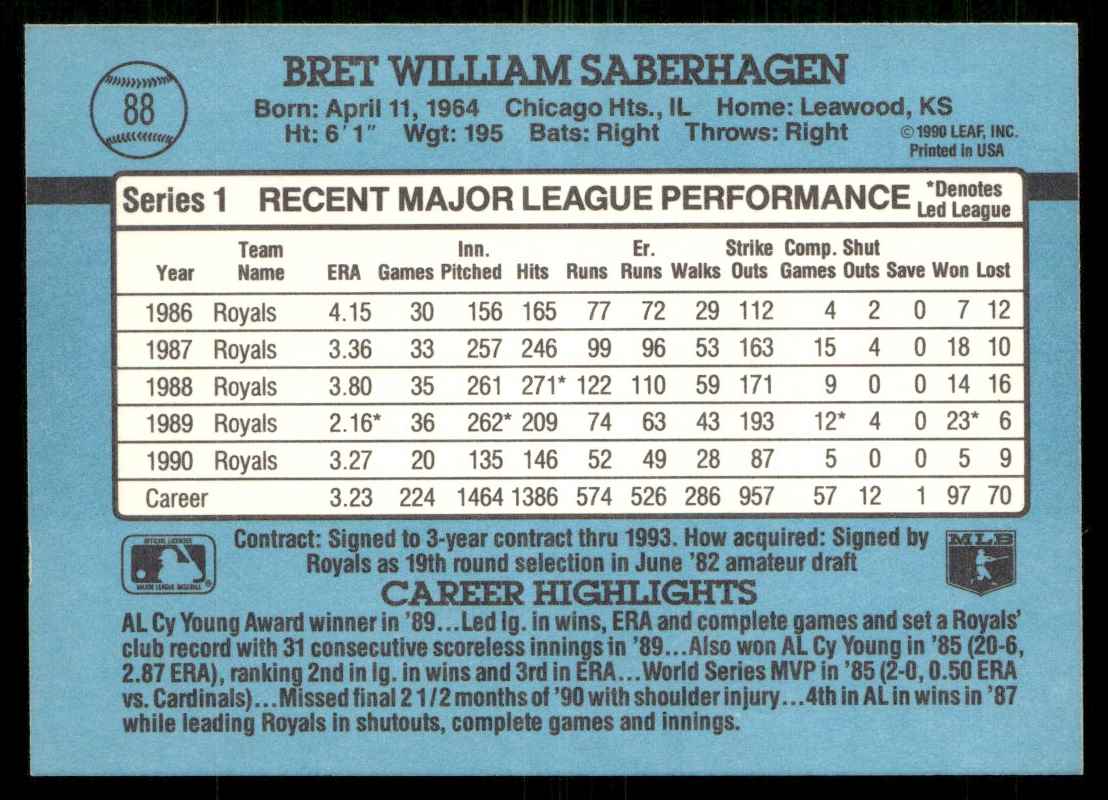 88
BRET WILLIAM SABERHAGEN
Born: April 11, 1964 Chicago Hts., IL Home: Leawood, KS
Ht: 6' 1" Wgt: 195 Bats: Right Throws: Right
© 1990 LEAF, INC.
Printed in USA
Series 1 RECENT MAJOR LEAGUE PERFORMANCE *Denotes Led League
Year Team Name ERA Games Inn. Pitched Hits Runs Er. Runs Walks Strike Outs Comp. Games Shut Outs Save Won Lost
1986 Royals 4.15 30 156 165 77 72 29 112 4 2 0 7 12
1987 Royals 3.36 33 257 246 99 96 53 163 15 4 0 18 10
1988 Royals 3.80 35 261 271* 122 110 59 171 9 0 0 14 16
1989 Royals 2.16* 36 262* 209 74 63 43 193 12* 4 0 23* 6
1990 Royals 3.27 20 135 146 52 49 28 87 5 0 0 5 9
Career 3.23 224 1464 1386 574 526 286 957 57 12 1 97 70
OFFICIAL LICENSEE
MAJOR LEAGUE BASEBALL ®
Contract: Signed to 3-year contract thru 1993. How acquired: Signed by
Royals as 19th round selection in June '82 amateur draft
MLB
CAREER HIGHLIGHTS
AL Cy Young Award winner in '89...Led lg. in wins, ERA and complete games and set a Royals'
club record with 31 consecutive scoreless innings in '89...Also won AL Cy Young in '85 (20-6,
2.87 ERA), ranking 2nd in lg. in wins and 3rd in ERA...World Series MVP in '85 (2-0, 0.50 ERA
vs. Cardinals)...Missed final 2 1/2 months of '90 with shoulder injury...4th in AL in wins in '87
while leading Royals in shutouts, complete games and innings.